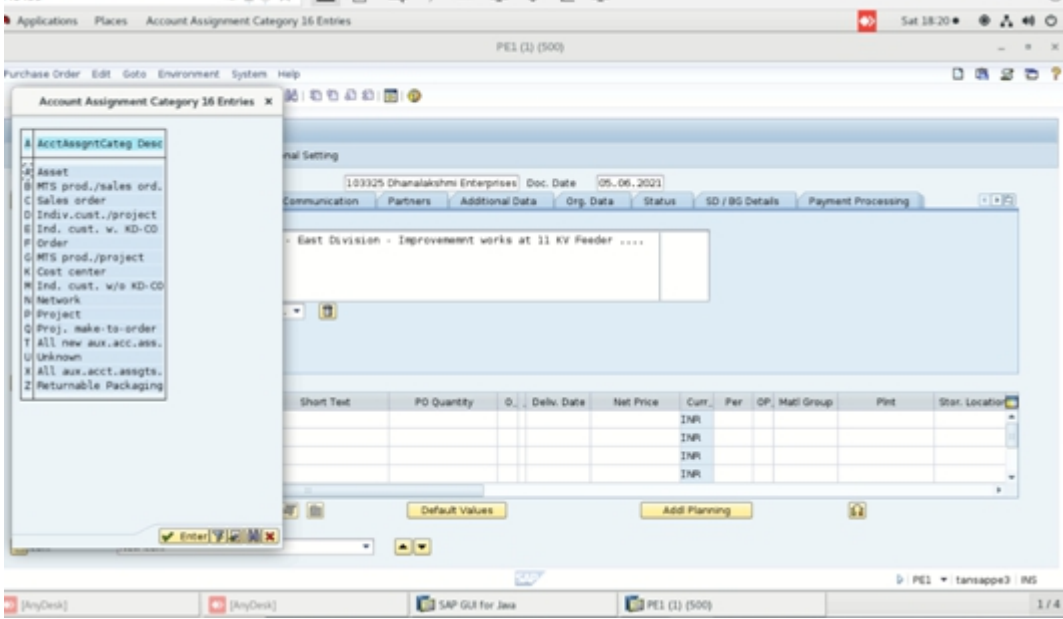 Applications Places Account Assignment Category 16 Entries Sat 18:20
PE1 (1) (500)
Purchase Order Edit Goto Environment System Help
Account Assignment Category 16 Entries
A AcctAssgntCateg Desc
A Asset
B MTS prod./sales ord.
C Sales order
D Indiv.cust./project
E Ind. cust. w. KD-CO
F Order
G MTS prod./project
K Cost center
M Ind. cust. w/o KD-CO
N Network
P Project
Q Proj. make-to-order
T All new aux.acc.ass.
U Unknown
X All aux.acct.assgts.
Z Returnable Packaging
Enter
nal Setting
103325 Dhanalakshmi Enterprises Doc. Date 05.06.2021
Communication Partners Additional Data Org. Data Status SD / BG Details Payment Processing
- East Division - Improvememnt works at 11 KV Feeder ....
Short Text PO Quantity O.. Deliv. Date Net Price Curr.. Per OP.. Matl Group Plnt Stor. Location
INR
INR
INR
INR
Default Values Addl Planning
PE1 tansappe3 INS
[AnyDesk] [AnyDesk] SAP GUI for Java PE1 (1) (500) 1 / 4